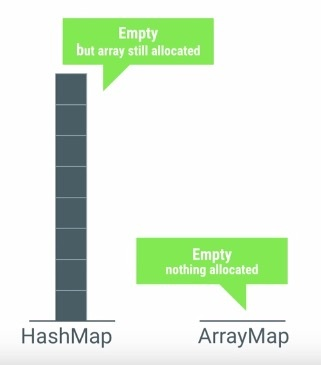 Empty
but array still allocated
Empty
nothing allocated
HashMap
ArrayMap